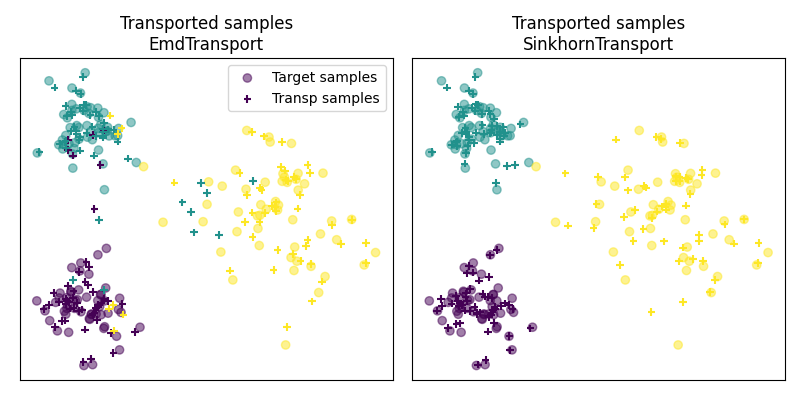 Transported samples
EmdTransport
Target samples
Transp samples
Transported samples
SinkhornTransport